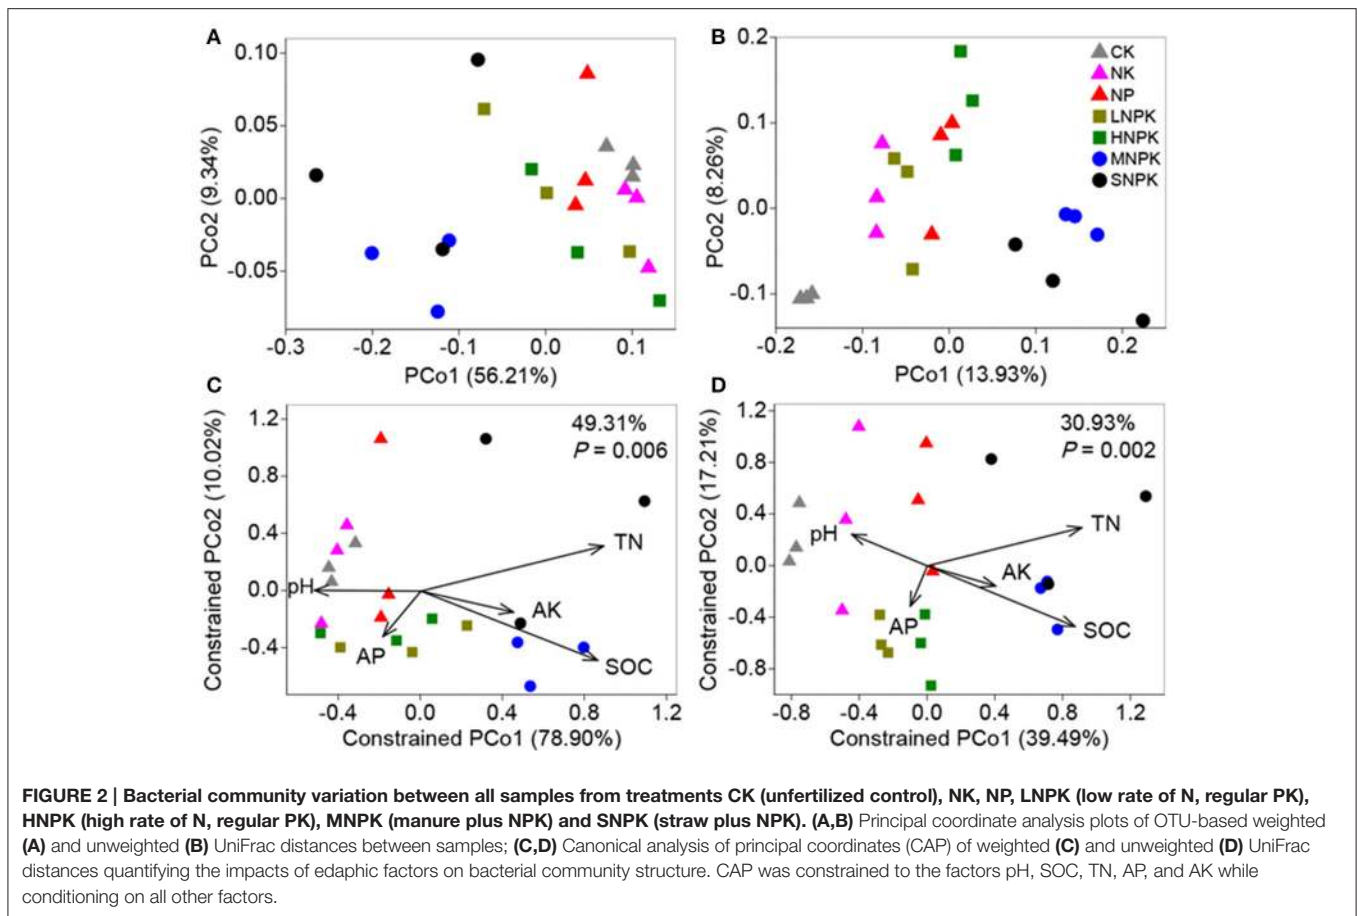 A
0.10
0.05
0.00
-0.05
PCo2 (9.34%)
-0.3 -0.2 -0.1 0.0 0.1
PCo1 (56.21%)
B
0.2
0.1
0.0
-0.1
PCo2 (8.26%)
-0.2 -0.1 0.0 0.1 0.2
PCo1 (13.93%)
CK
NK
NP
LNPK
HNPK
MNPK
SNPK
C
1.2
0.8
0.4
0.0
-0.4
Constrained PCo2 (10.02%)
49.31%
P = 0.006
TN
pH
AK
AP
SOC
-0.4 0.0 0.4 0.8 1.2
Constrained PCo1 (78.90%)
D
1.2
0.8
0.4
0.0
-0.4
-0.8
Constrained PCo2 (17.21%)
30.93%
P = 0.002
TN
pH
AK
AP
SOC
-0.8 -0.4 0.0 0.4 0.8 1.2
Constrained PCo1 (39.49%)
FIGURE 2 | Bacterial community variation between all samples from treatments CK (unfertilized control), NK, NP, LNPK (low rate of N, regular PK),
HNPK (high rate of N, regular PK), MNPK (manure plus NPK) and SNPK (straw plus NPK). (A,B) Principal coordinate analysis plots of OTU-based weighted
(A) and unweighted (B) UniFrac distances between samples; (C,D) Canonical analysis of principal coordinates (CAP) of weighted (C) and unweighted (D) UniFrac
distances quantifying the impacts of edaphic factors on bacterial community structure. CAP was constrained to the factors pH, SOC, TN, AP, and AK while
conditioning on all other factors.